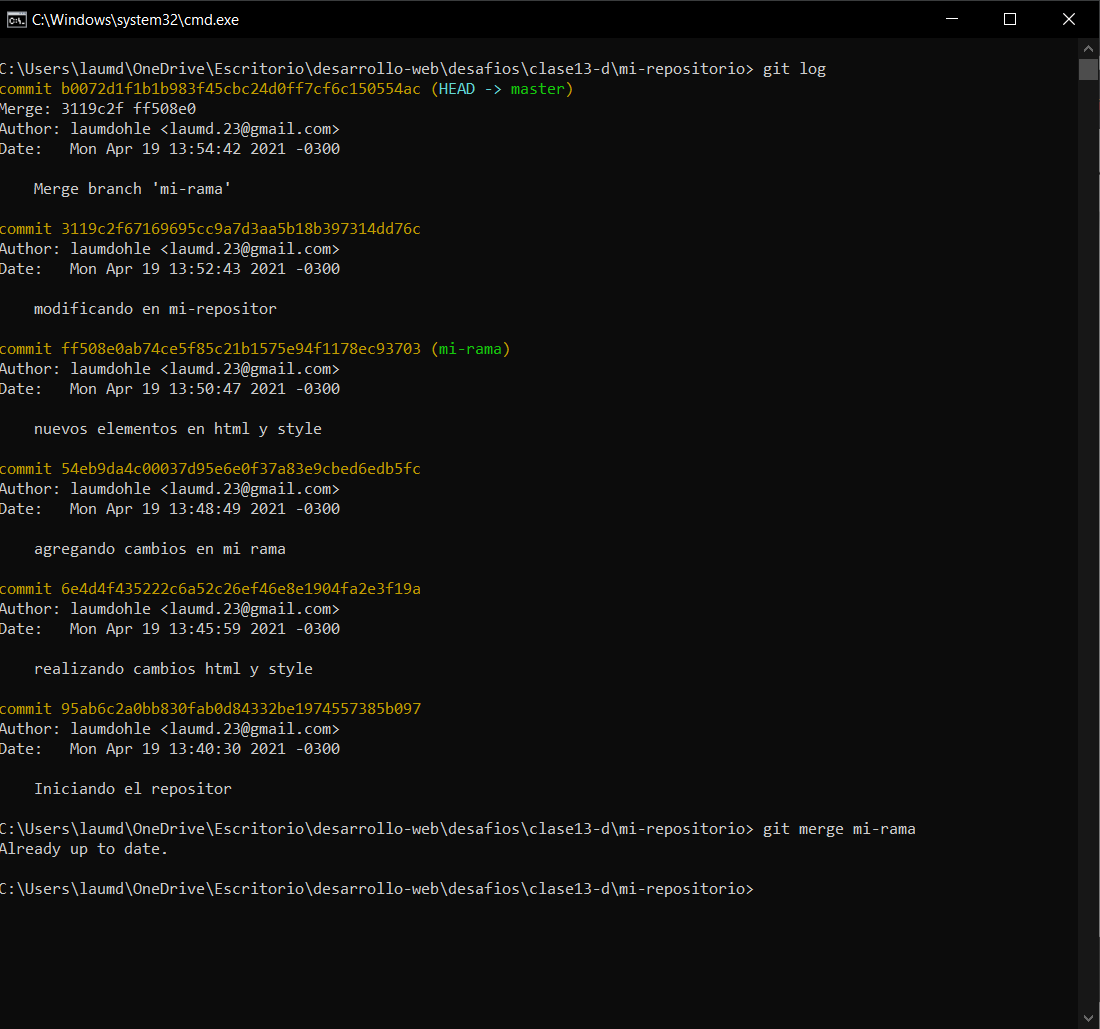 C:\Windows\system32\cmd.exe
C:\Users\laumd\OneDrive\Escritorio\desarrollo-web\desafios\clase13-d\mi-repositorio> git log
commit b0072d1f1b1b983f45cbc24d0ff7cf6c150554ac (HEAD -> master)
Merge: 3119c2f ff508e0
Author: laumdohle <laumd.23@gmail.com>
Date:   Mon Apr 19 13:54:42 2021 -0300
Merge branch 'mi-rama'
commit 3119c2f67169695cc9a7d3aa5b18b397314dd76c
Author: laumdohle <laumd.23@gmail.com>
Date:   Mon Apr 19 13:52:43 2021 -0300
modificando en mi-repositor
commit ff508e0ab74ce5f85c21b1575e94f1178ec93703 (mi-rama)
Author: laumdohle <laumd.23@gmail.com>
Date:   Mon Apr 19 13:50:47 2021 -0300
nuevos elementos en html y style
commit 54eb9da4c00037d95e6e0f37a83e9cbed6edb5fc
Author: laumdohle <laumd.23@gmail.com>
Date:   Mon Apr 19 13:48:49 2021 -0300
agregando cambios en mi rama
commit 6e4d4f435222c6a52c26ef46e8e1904fa2e3f19a
Author: laumdohle <laumd.23@gmail.com>
Date:   Mon Apr 19 13:45:59 2021 -0300
realizando cambios html y style
commit 95ab6c2a0bb830fab0d84332be1974557385b097
Author: laumdohle <laumd.23@gmail.com>
Date:   Mon Apr 19 13:40:30 2021 -0300
Iniciando el repositor
C:\Users\laumd\OneDrive\Escritorio\desarrollo-web\desafios\clase13-d\mi-repositorio> git merge mi-rama
Already up to date.
C:\Users\laumd\OneDrive\Escritorio\desarrollo-web\desafios\clase13-d\mi-repositorio>